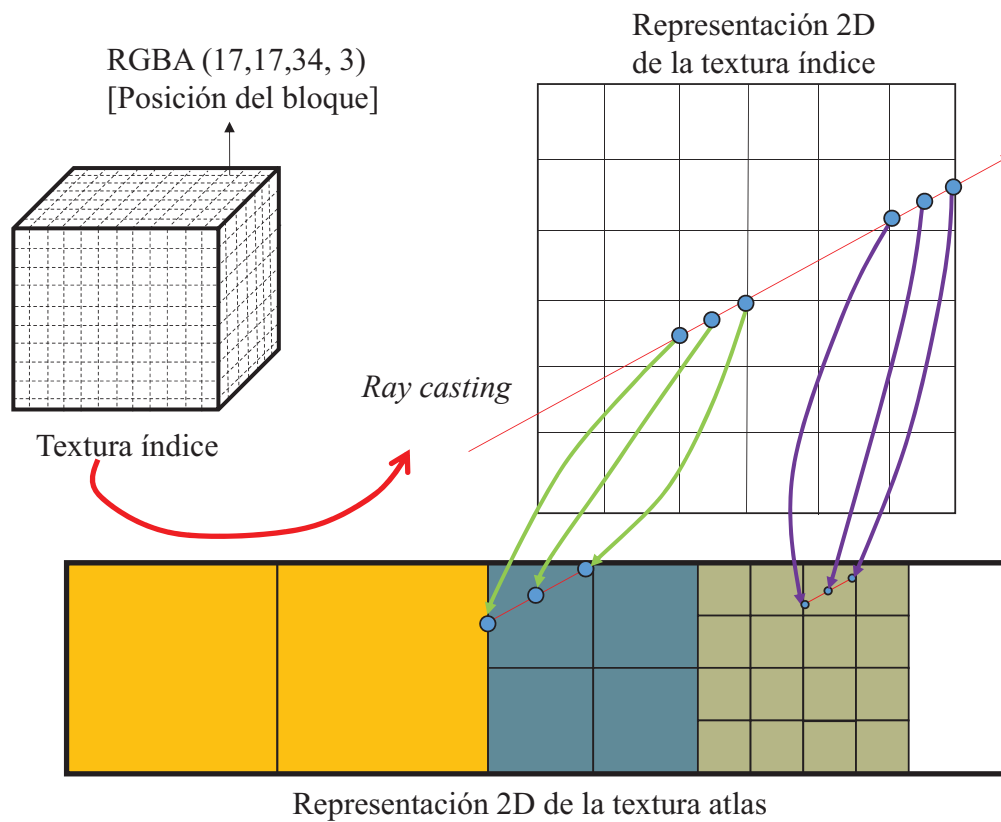 RGBA (17,17,34, 3)
[Posición del bloque]
Representación 2D
de la textura índice
Ray casting
Textura índice
Representación 2D de la textura atlas